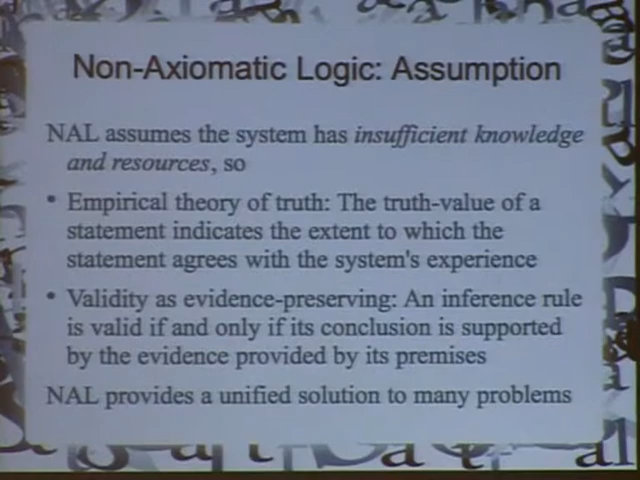 Non-Axiomatic Logic: Assumption
NAL assumes the system has insufficient knowledge
and resources, so
• Empirical theory of truth: The truth-value of a
statement indicates the extent to which the
statement agrees with the system's experience
• Validity as evidence-preserving: An inference rule
is valid if and only if its conclusion is supported
by the evidence provided by its premises
NAL provides a unified solution to many problems